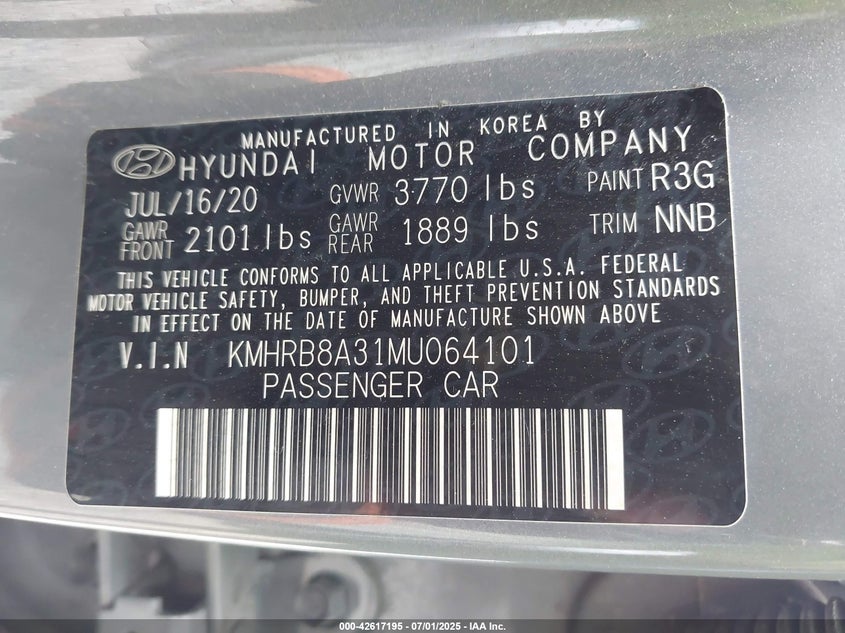 MANUFACTURED IN KOREA BY
HYUNDAI MOTOR COMPANY
JUL/16/20 GVWR 3770 lbs PAINT R3G
GAWR FRONT 2101 lbs GAWR REAR 1889 lbs TRIM NNB
THIS VEHICLE CONFORMS TO ALL APPLICABLE U.S.A. FEDERAL
MOTOR VEHICLE SAFETY, BUMPER, AND THEFT PREVENTION STANDARDS
IN EFFECT ON THE DATE OF MANUFACTURE SHOWN ABOVE
V.I.N KMHRB8A31MU064101
PASSENGER CAR
000-42617195 - 07/01/2025 - IAA Inc.